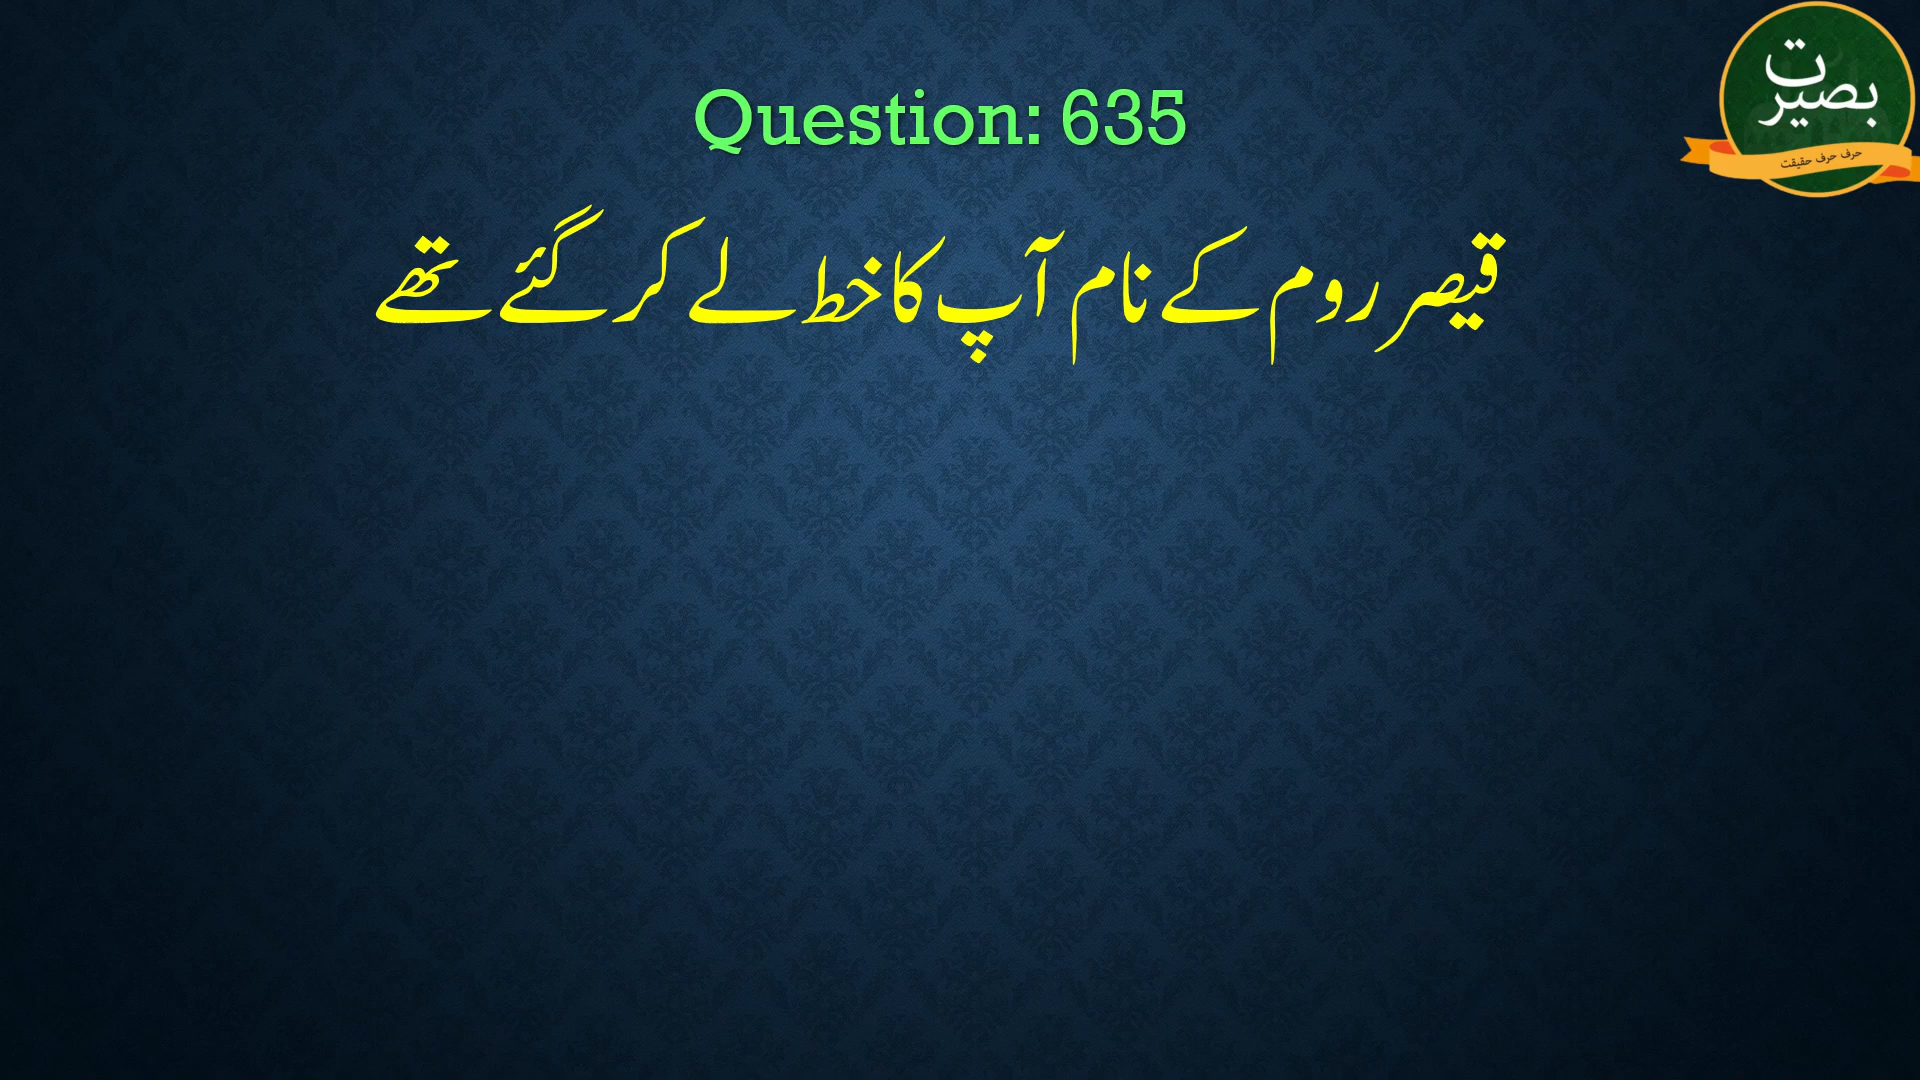 Question: 635
بصیرت
حرف حرف حقیقت
قیصر روم کے نام آپ کا خط لے کر گئے تھے